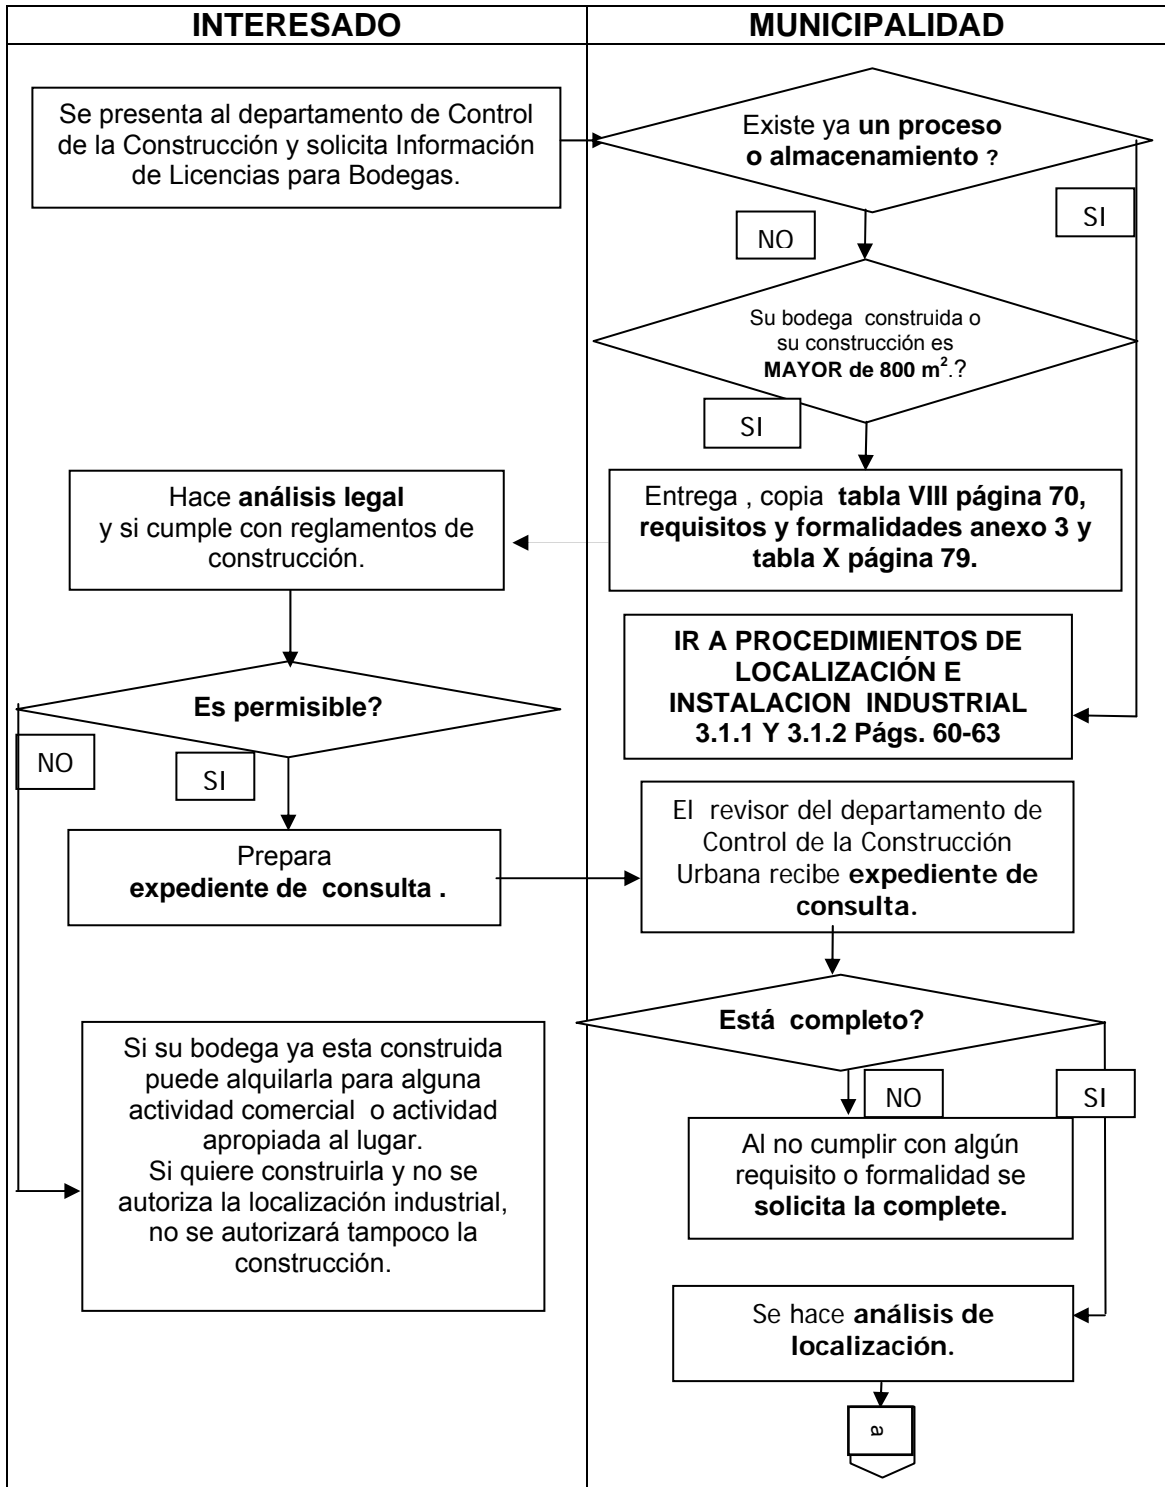 INTERESADO
MUNICIPALIDAD
Se presenta al departamento de Control
de la Construcción y solicita Información
de Licencias para Bodegas.
Existe ya un proceso
o almacenamiento ?
SI
NO
Su bodega construida o
su construcción es
MAYOR de 800 m².?
SI
Entrega , copia tabla VIII página 70,
requisitos y formalidades anexo 3 y
tabla X página 79.
Hace análisis legal
y si cumple con reglamentos de
construcción.
IR A PROCEDIMIENTOS DE
LOCALIZACIÓN E
INSTALACION INDUSTRIAL
3.1.1 Y 3.1.2 Págs. 60-63
Es permisible?
NO
SI
Prepara
expediente de consulta .
El revisor del departamento de
Control de la Construcción
Urbana recibe expediente de
consulta.
Está completo?
NO
SI
Al no cumplir con algún
requisito o formalidad se
solicita la complete.
Si su bodega ya esta construida
puede alquilarla para alguna
actividad comercial o actividad
apropiada al lugar.
Si quiere construirla y no se
autoriza la localización industrial,
no se autorizará tampoco la
construcción.
Se hace análisis de
localización.
a